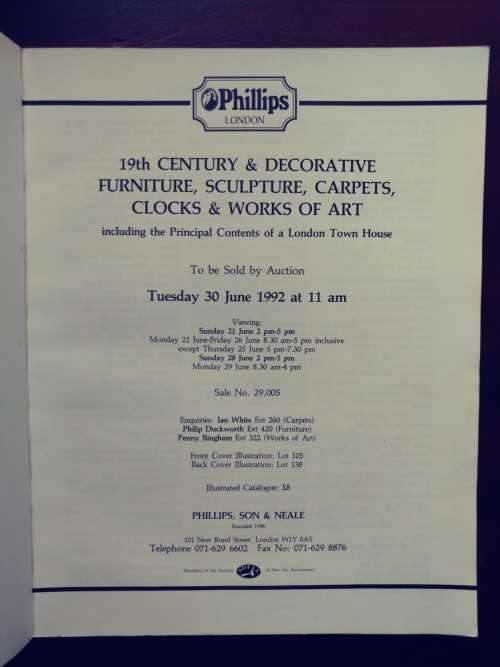 Phillips
LONDON
19th CENTURY & DECORATIVE
FURNITURE, SCULPTURE, CARPETS,
CLOCKS & WORKS OF ART
including the Principal Contents of a London Town House
To be Sold by Auction
Tuesday 30 June 1992 at 11 am
Viewing:
Sunday 21 June 2 pm-5 pm
Monday 22 June-Friday 26 June 8.30 am-5 pm inclusive
except Thursday 25 June 5 pm-7.30 pm
Sunday 28 June 2 pm-5 pm
Monday 29 June 8.30 am-4 pm
Sale No. 29,005
Enquiries: Ian White Ext 260 (Carpets)
Philip Duckworth Ext 420 (Furniture)
Penny Bingham Ext 322 (Works of Art)
Front Cover Illustration: Lot 105
Back Cover Illustration: Lot 138
Illustrated Catalogue: £8
PHILLIPS, SON & NEALE
Founded 1796
101 New Bond Street, London W1Y 0AS
Telephone 071-629 6602 Fax No: 071-629 8876
Members of the Society of Fine Art Auctioneers